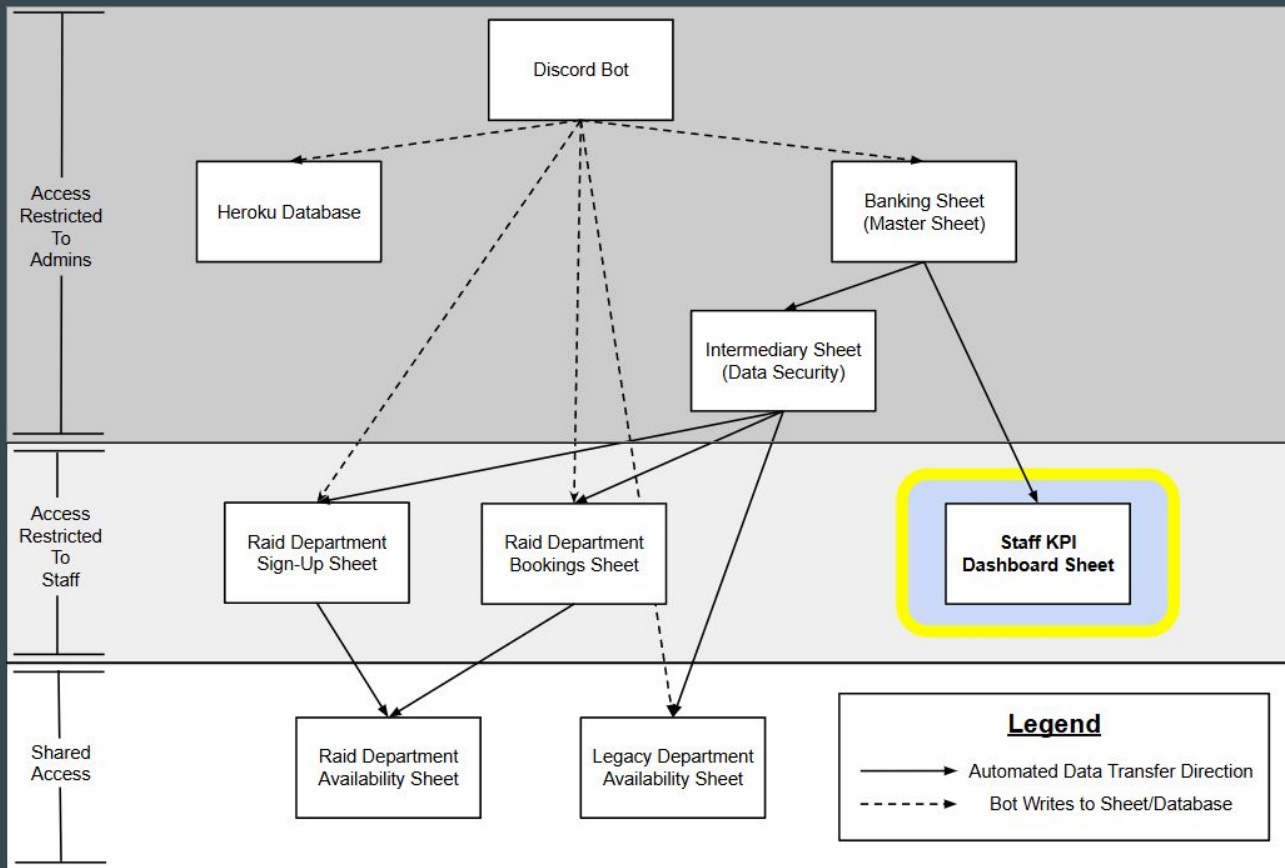 Discord Bot
Access
Restricted
To
Admins
Heroku Database
Banking Sheet
(Master Sheet)
Intermediary Sheet
(Data Security)
Access
Restricted
To
Staff
Raid Department
Sign-Up Sheet
Raid Department
Bookings Sheet
Staff KPI
Dashboard Sheet
Shared
Access
Raid Department
Availability Sheet
Legacy Department
Availability Sheet
Legend
Automated Data Transfer Direction
Bot Writes to Sheet/Database